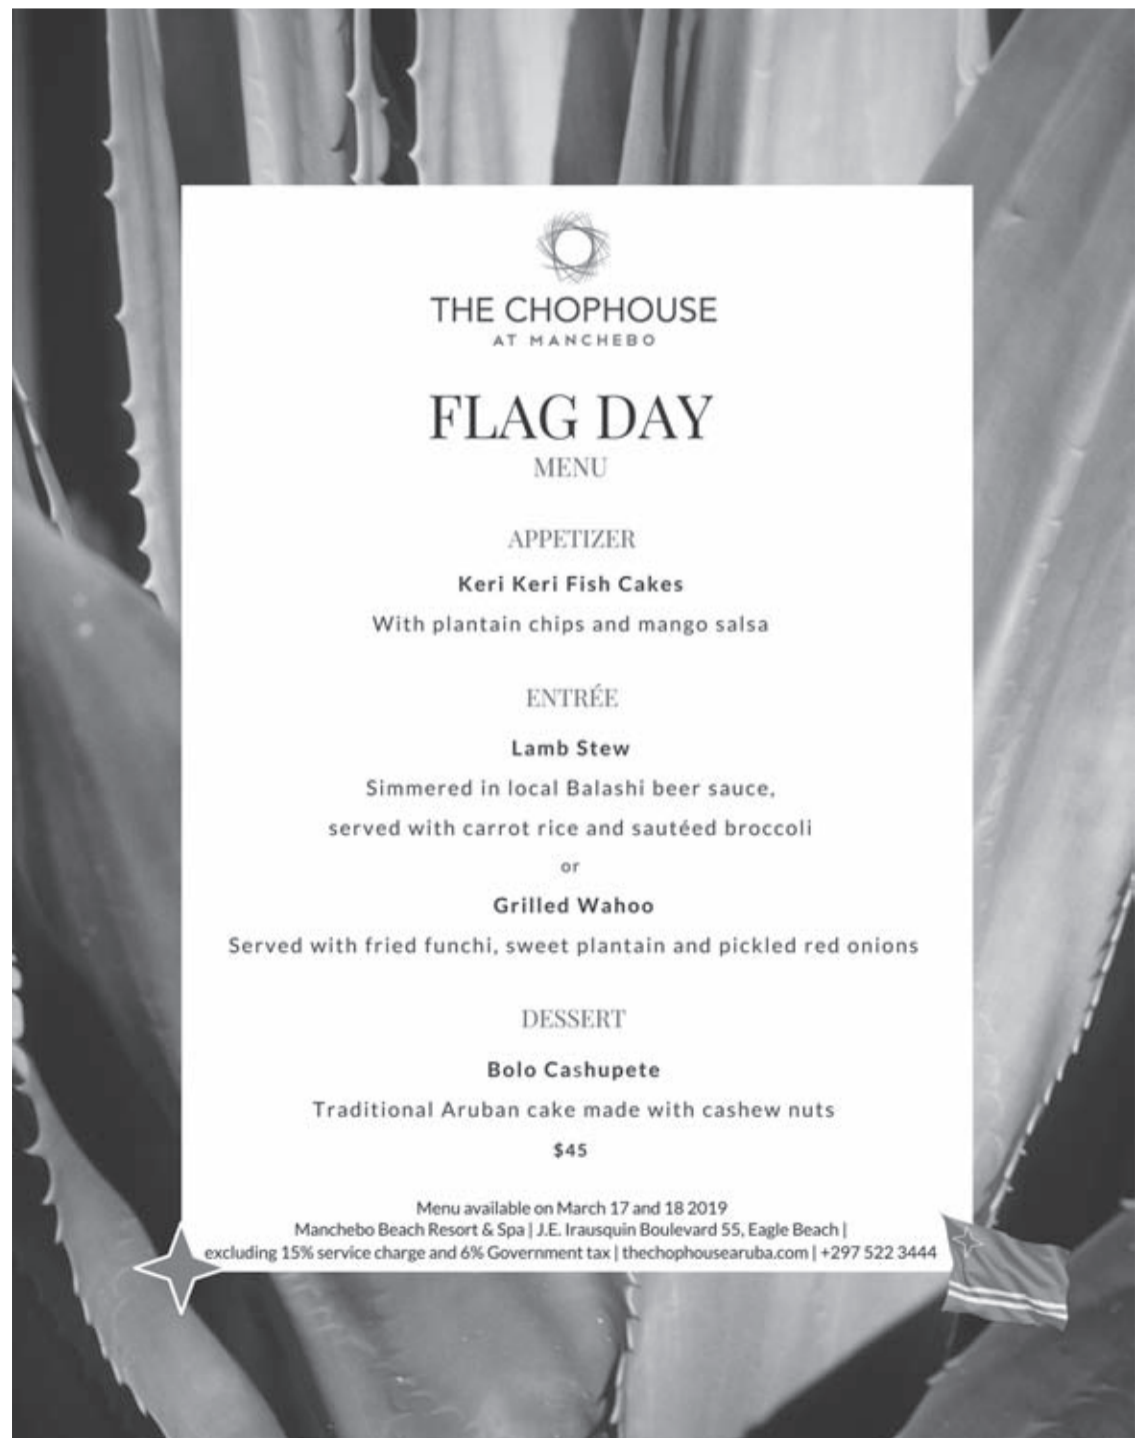 THE CHOPHOUSE
AT MANCHEBO
FLAG DAY
MENU
APPETIZER
Keri Keri Fish Cakes
With plantain chips and mango salsa
ENTRÉE
Lamb Stew
Simmered in local Balashi beer sauce,
served with carrot rice and sautéed broccoli
or
Grilled Wahoo
Served with fried funchi, sweet plantain and pickled red onions
DESSERT
Bolo Cashupete
Traditional Aruban cake made with cashew nuts
$45
Menu available on March 17 and 18 2019
Manchebo Beach Resort & Spa | J.E. Irausquin Boulevard 55, Eagle Beach |
excluding 15% service charge and 6% Government tax | thechophousearuba.com | +297 522 3444